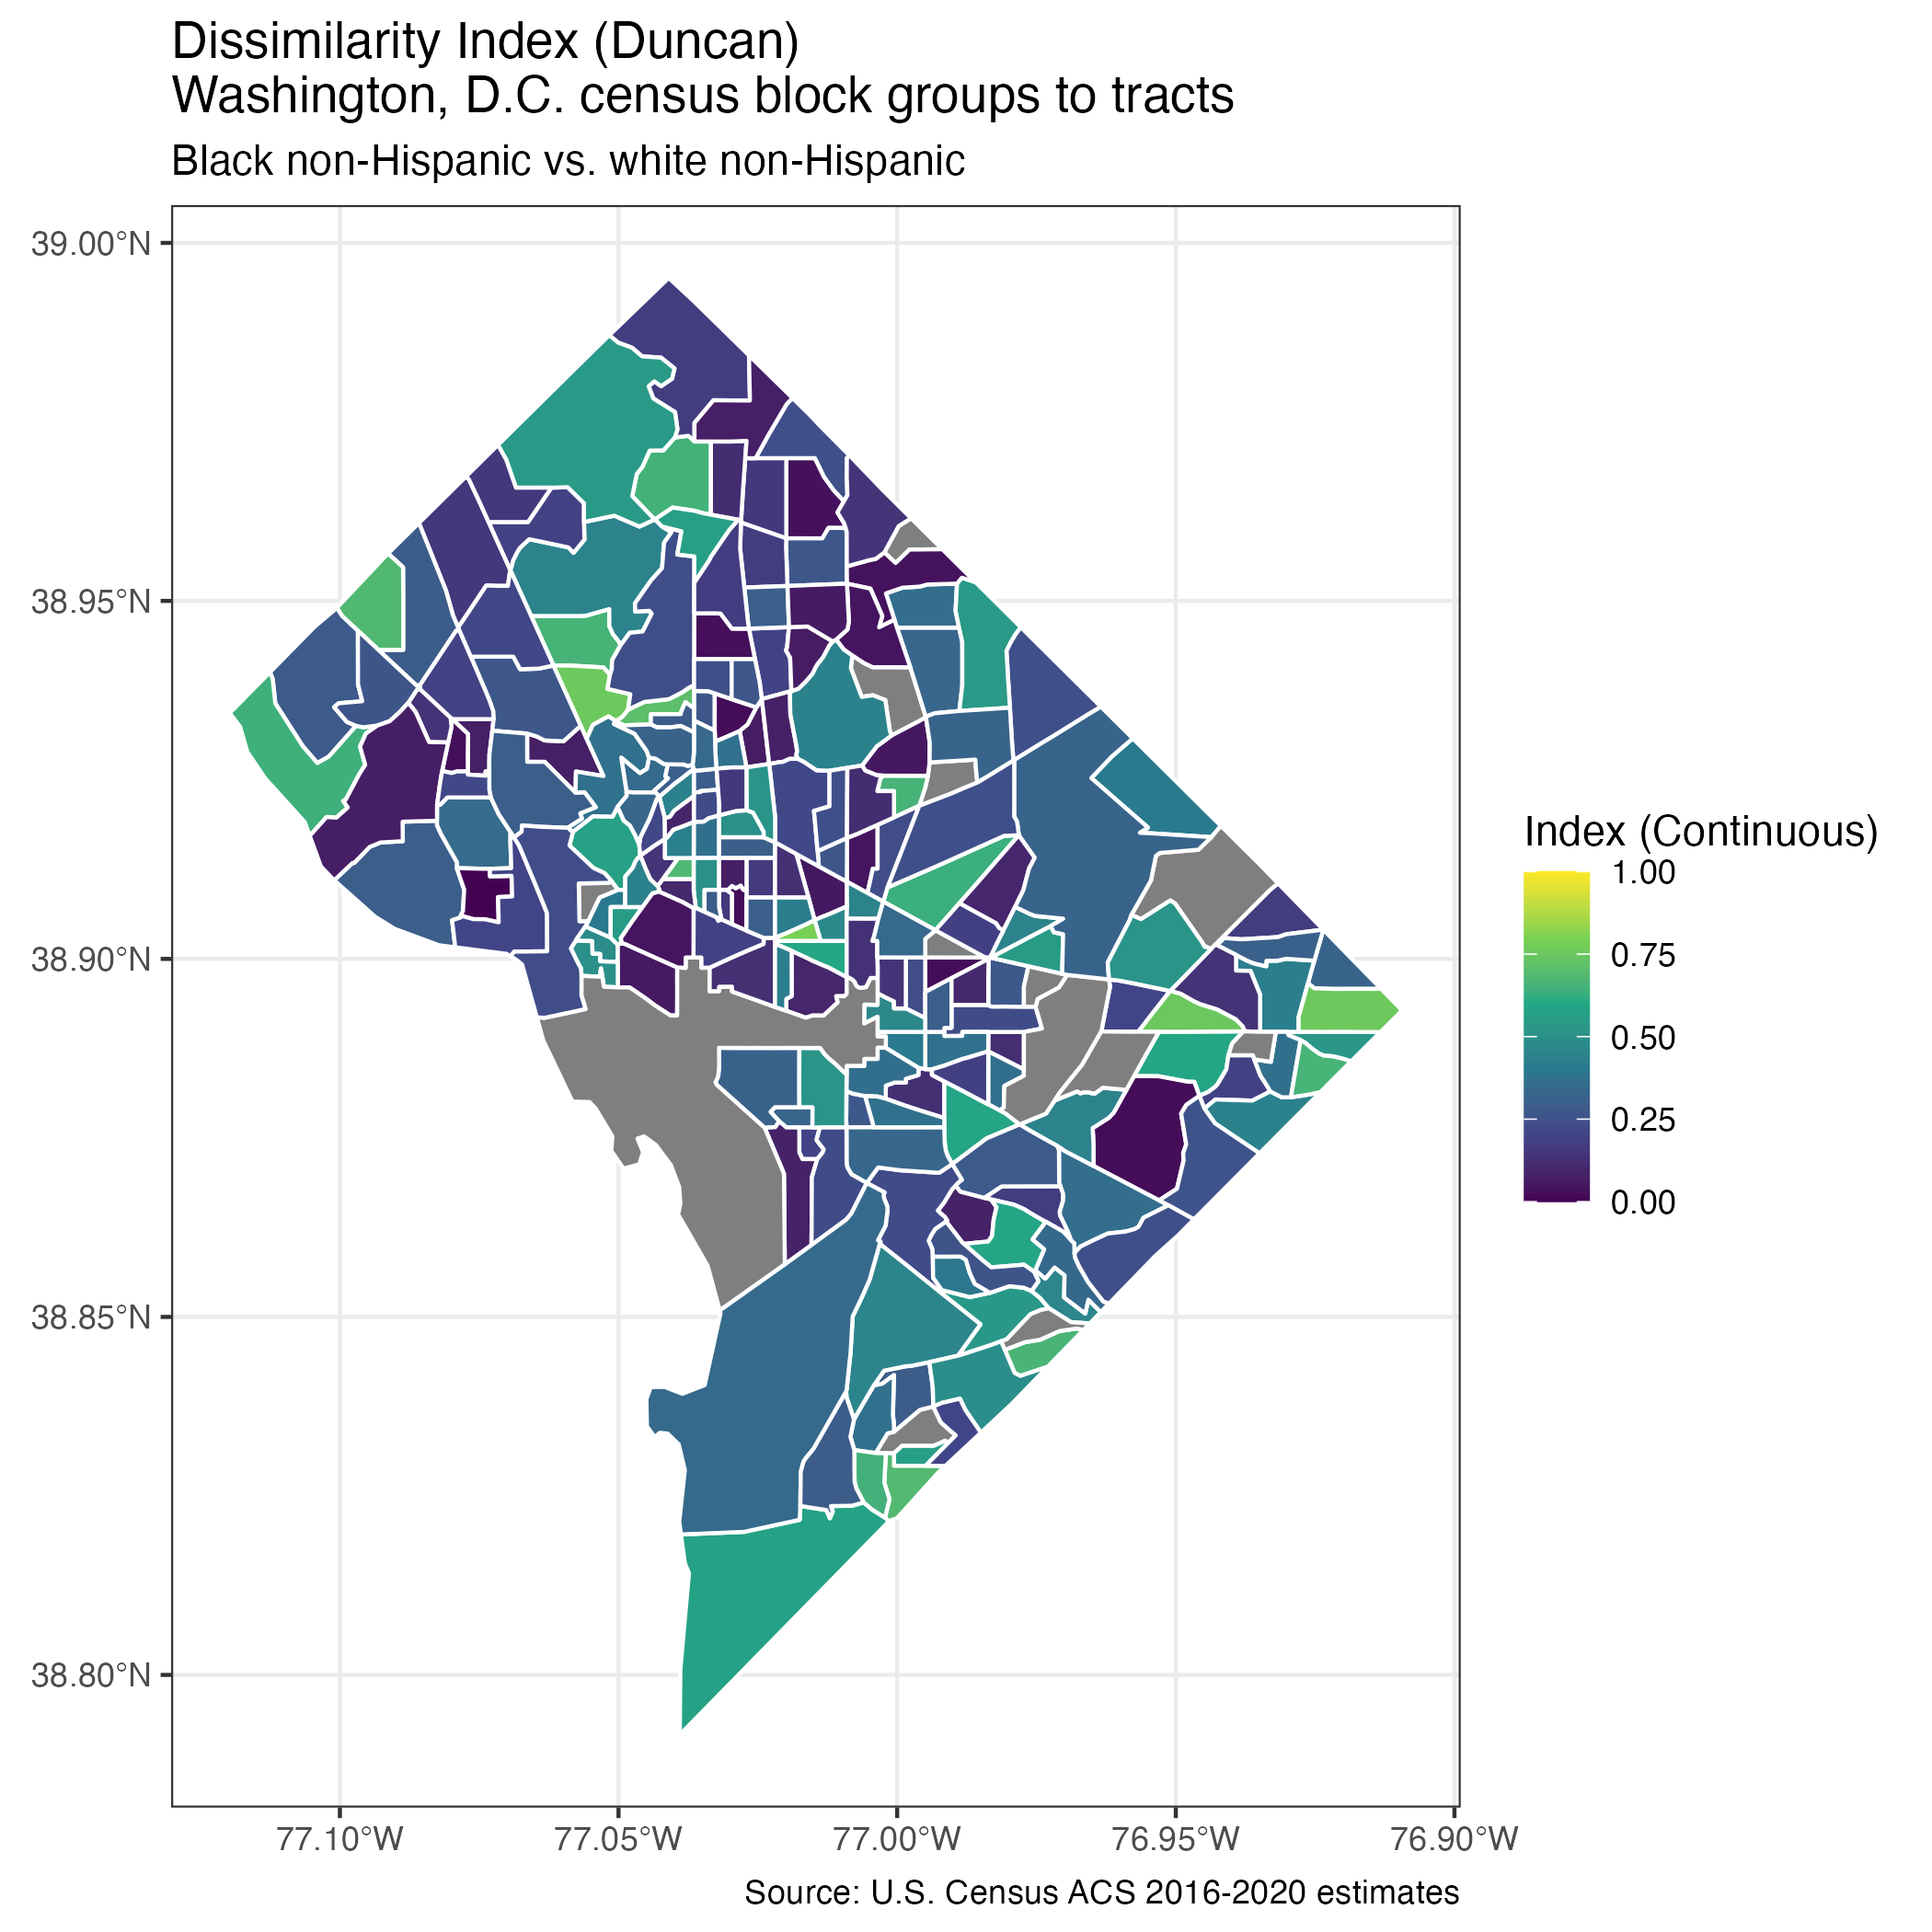 Dissimilarity Index (Duncan)
Washington, D.C. census block groups to tracts
Black non-Hispanic vs. white non-Hispanic
39.00°N
38.95°N
38.90°N
38.85°N
38.80°N
77.10°W
77.05°W
77.00°W
76.95°W
76.90°W
Index (Continuous)
1.00
0.75
0.50
0.25
0.00
Source: U.S. Census ACS 2016-2020 estimates